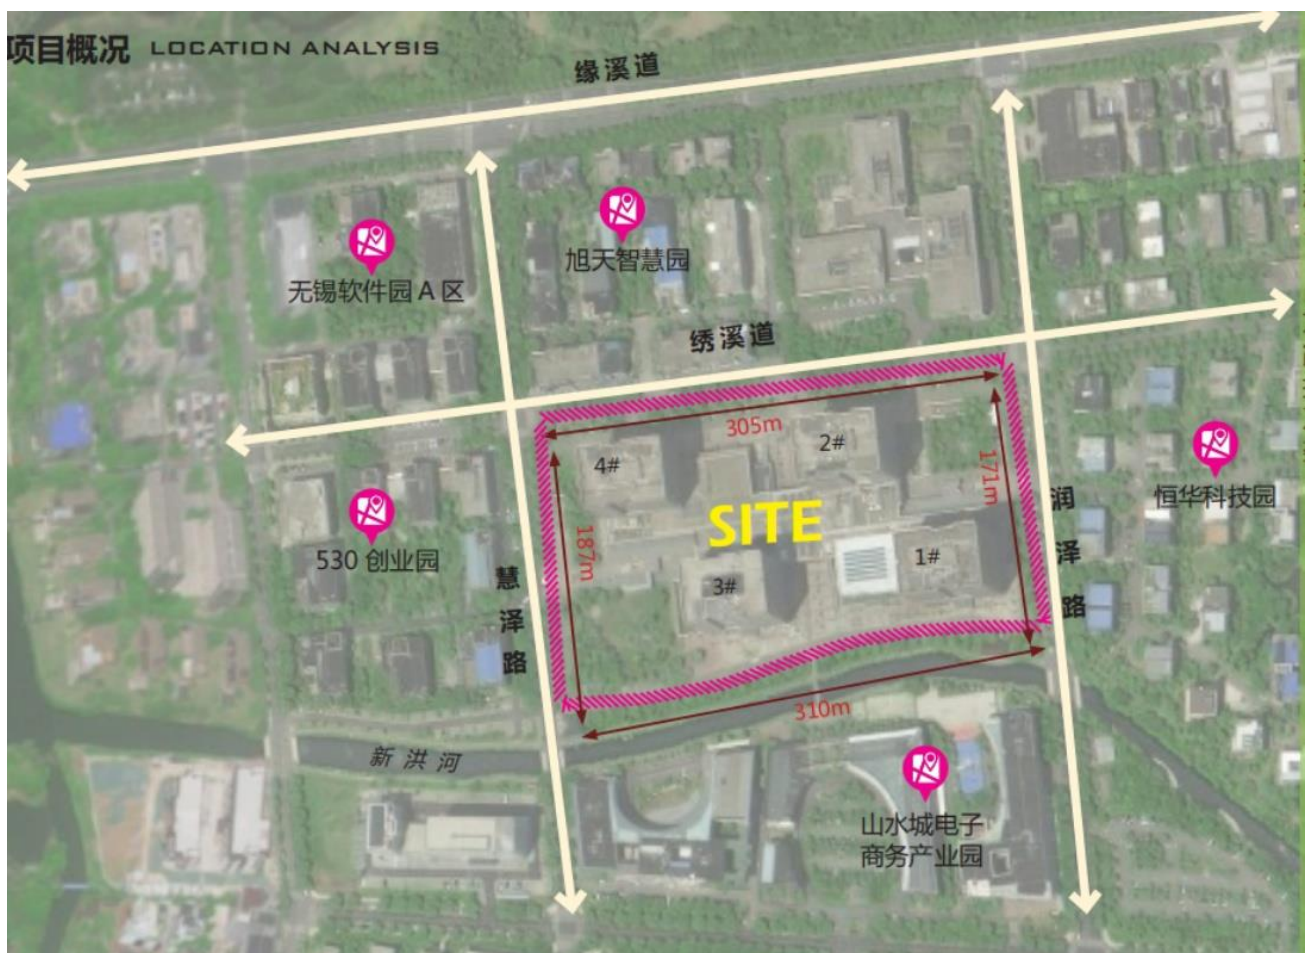 项目概况 LOCATION ANALYSIS
缘溪道
旭天智慧园
无锡软件园 A 区
绣溪道
305m
2#
4#
171m
恒华科技园
润泽路
SITE
530 创业园
187m
1#
3#
慧泽路
310m
新洪河
山水城电子
商务产业园